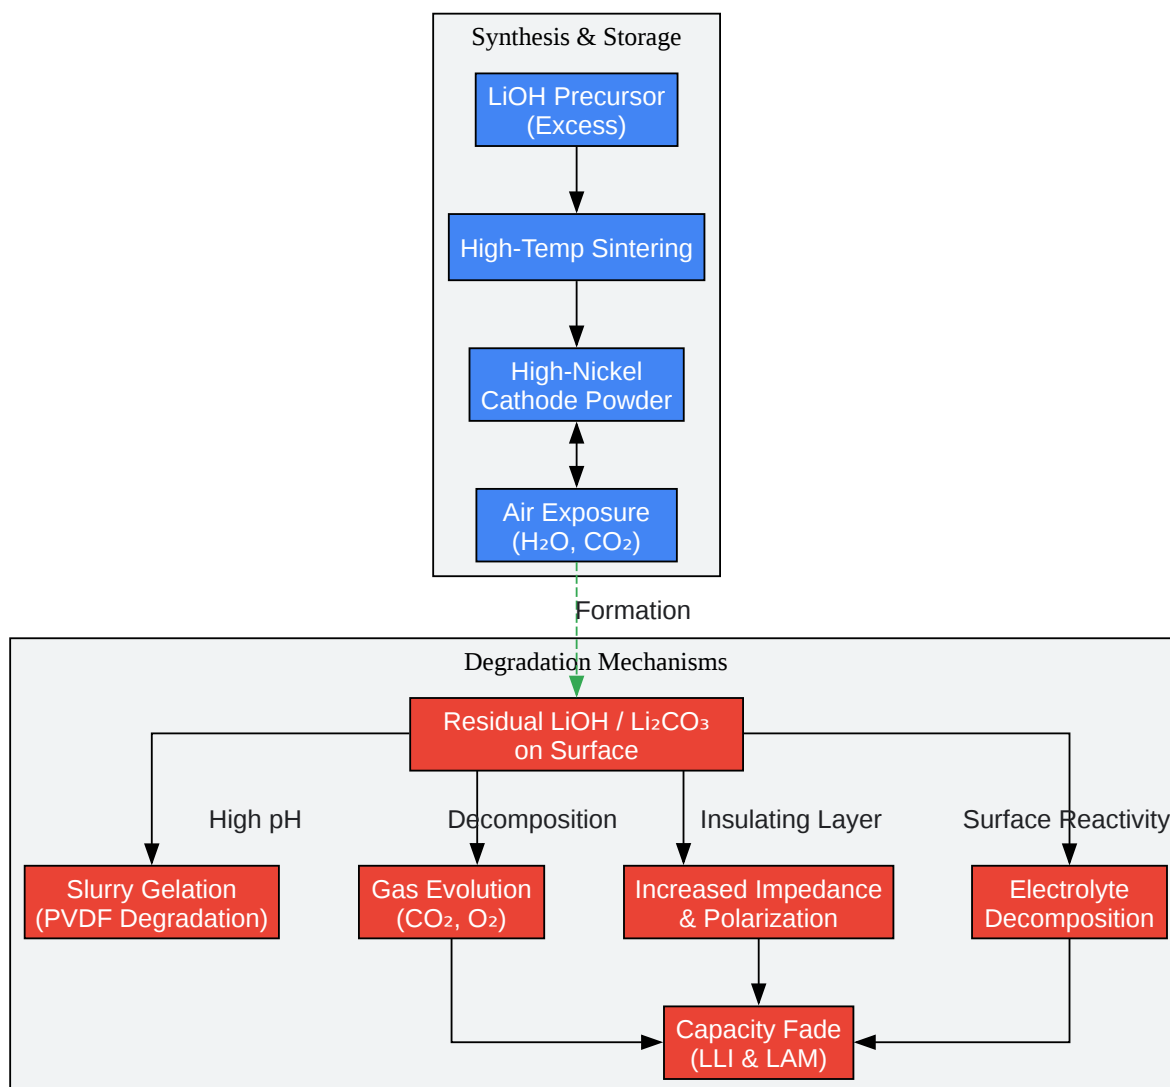 Synthesis & Storage
LiOH Precursor
(Excess)
High-Temp Sintering
High-Nickel
Cathode Powder
Air Exposure
(H₂O, CO₂)
Formation
Degradation Mechanisms
Residual LiOH / Li₂CO₃
on Surface
High pH
Decomposition
Insulating Layer
Surface Reactivity
Slurry Gelation
(PVDF Degradation)
Gas Evolution
(CO₂, O₂)
Increased Impedance
& Polarization
Electrolyte
Decomposition
Capacity Fade
(LLI & LAM)